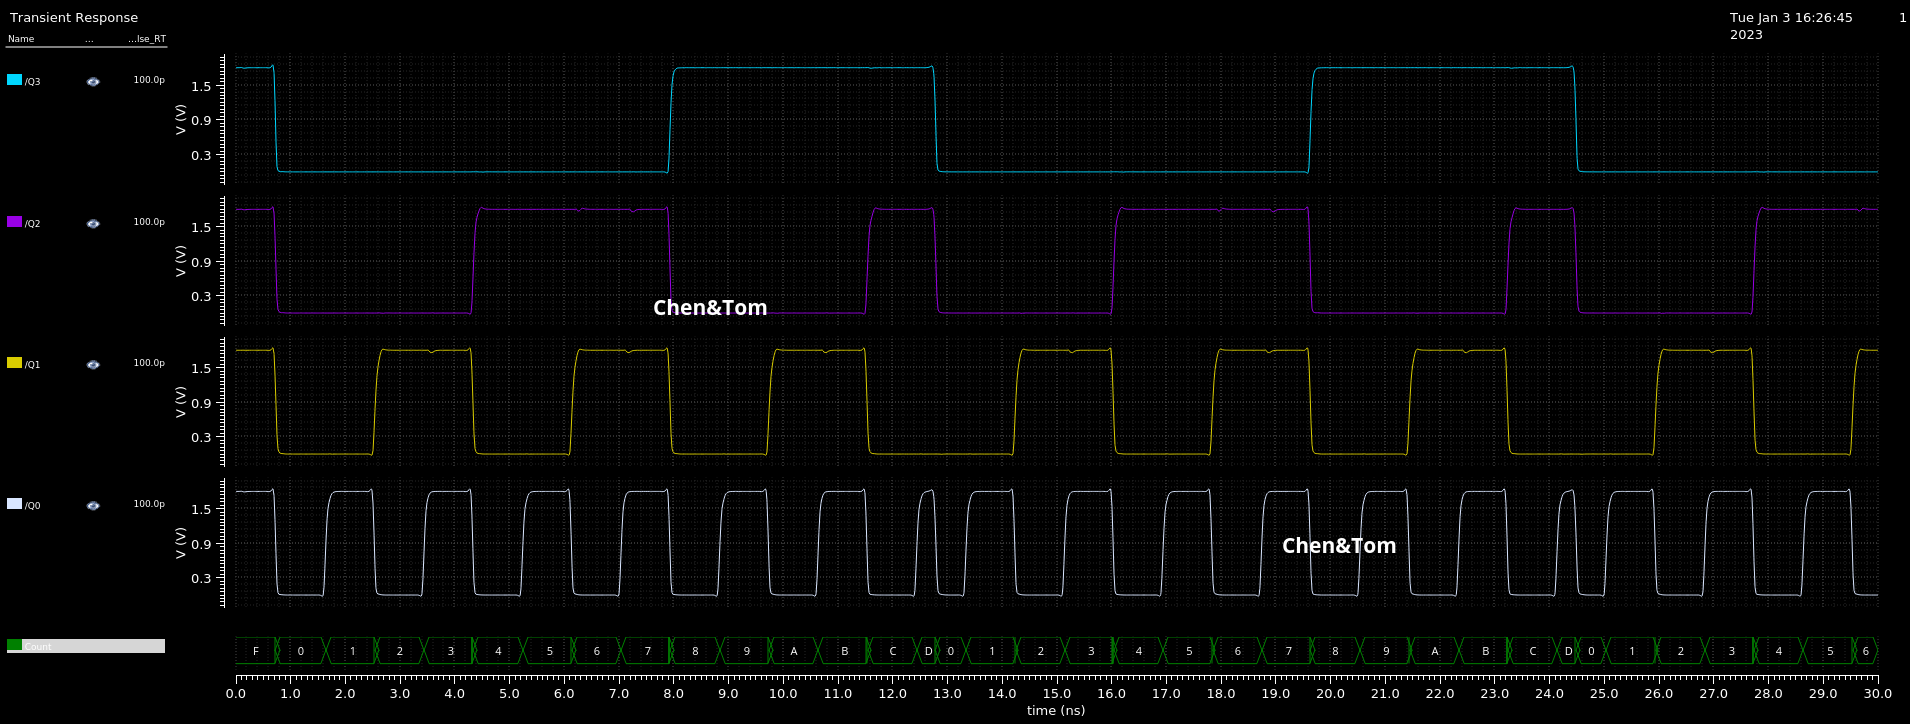 Transient Response
Tue Jan 3 16:26:45 1
2023
Name ... ...lse_RT
/Q3 100.0p
V (V)
1.5
0.9
0.3
/Q2 100.0p
V (V)
1.5
0.9
0.3
Chen&Tom
/Q1 100.0p
V (V)
1.5
0.9
0.3
/Q0 100.0p
V (V)
1.5
0.9
0.3
Chen&Tom
Count
F 0 1 2 3 4 5 6 7 8 9 A B C D 0 1 2 3 4 5 6 7 8 9 A B C D 0 1 2 3 4 5 6
0.0 1.0 2.0 3.0 4.0 5.0 6.0 7.0 8.0 9.0 10.0 11.0 12.0 13.0 14.0 15.0 16.0 17.0 18.0 19.0 20.0 21.0 22.0 23.0 24.0 25.0 26.0 27.0 28.0 29.0 30.0
time (ns)